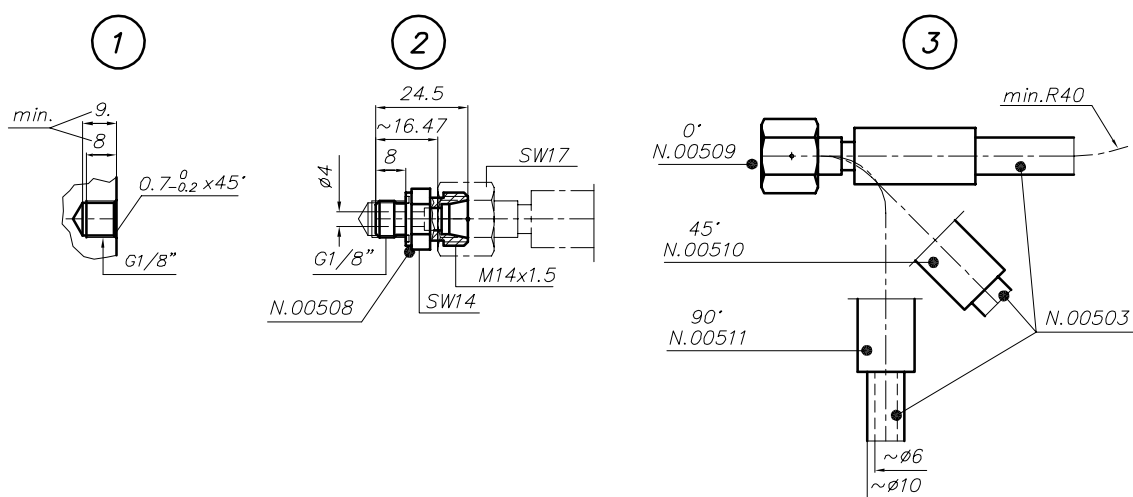 1
min.
9.
8
0.7 0 -0.2 x45°
G1/8"
2
24.5
~16.47
8
ø4
SW17
G1/8"
M14x1.5
N.00508
SW14
3
min.R40
0°
N.00509
45°
N.00510
90°
N.00511
N.00503
~ø6
~ø10